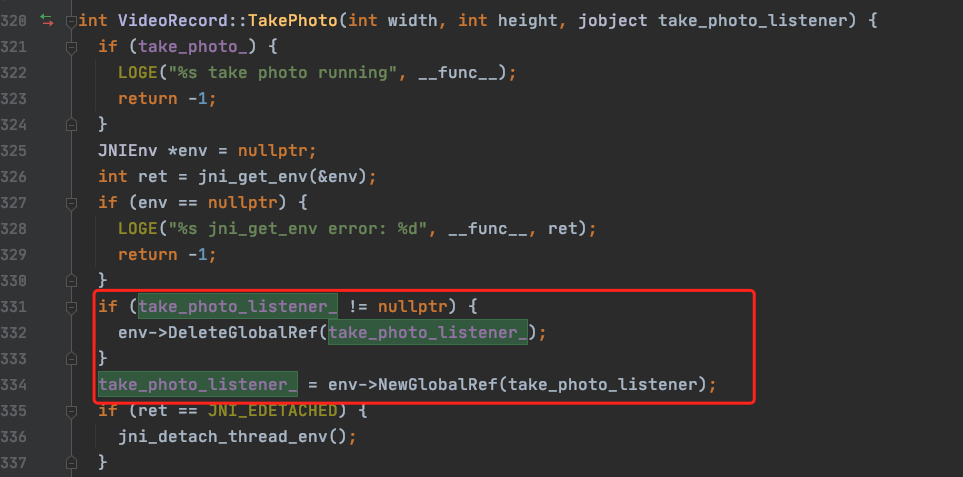 320 int VideoRecord::TakePhoto(int width, int height, jobject take_photo_listener) {
321 if (take_photo_) {
322 LOGE("%s take photo running", __func__);
323 return -1;
324 }
325 JNIEnv *env = nullptr;
326 int ret = jni_get_env(&env);
327 if (env == nullptr) {
328 LOGE("%s jni_get_env error: %d", __func__, ret);
329 return -1;
330 }
331 if (take_photo_listener_ != nullptr) {
332 env->DeleteGlobalRef(take_photo_listener_);
333 }
334 take_photo_listener_ = env->NewGlobalRef(take_photo_listener);
335 if (ret == JNI_EDETACHED) {
336 jni_detach_thread_env();
337 }